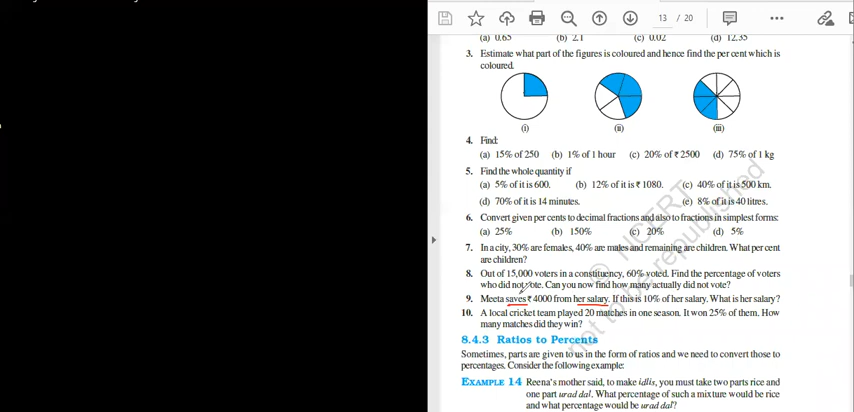 13 / 20
(a) 0.65 (b) 2.1 (c) 0.02 (d) 12.35
3. Estimate what part of the figures is coloured and hence find the per cent which is
coloured.
(i) (ii) (iii)
4. Find:
(a) 15% of 250 (b) 1% of 1 hour (c) 20% of ₹ 2500 (d) 75% of 1 kg
5. Find the whole quantity if
(a) 5% of it is 600. (b) 12% of it is ₹ 1080. (c) 40% of it is 500 km.
(d) 70% of it is 14 minutes. (e) 8% of it is 40 litres.
6. Convert given per cents to decimal fractions and also to fractions in simplest forms:
(a) 25% (b) 150% (c) 20% (d) 5%
7. In a city, 30% are females, 40% are males and remaining are children. What per cent
are children?
8. Out of 15,000 voters in a constituency, 60% voted. Find the percentage of voters
who did not vote. Can you now find how many actually did not vote?
9. Meeta saves ₹ 4000 from her salary. If this is 10% of her salary. What is her salary?
10. A local cricket team played 20 matches in one season. It won 25% of them. How
many matches did they win?
© NCERT
not to be republished
8.4.3 Ratios to Percents
Sometimes, parts are given to us in the form of ratios and we need to convert those to
percentages. Consider the following example:
EXAMPLE 14 Reena's mother said, to make idlis, you must take two parts rice and
one part urad dal. What percentage of such a mixture would be rice
and what percentage would be urad dal?